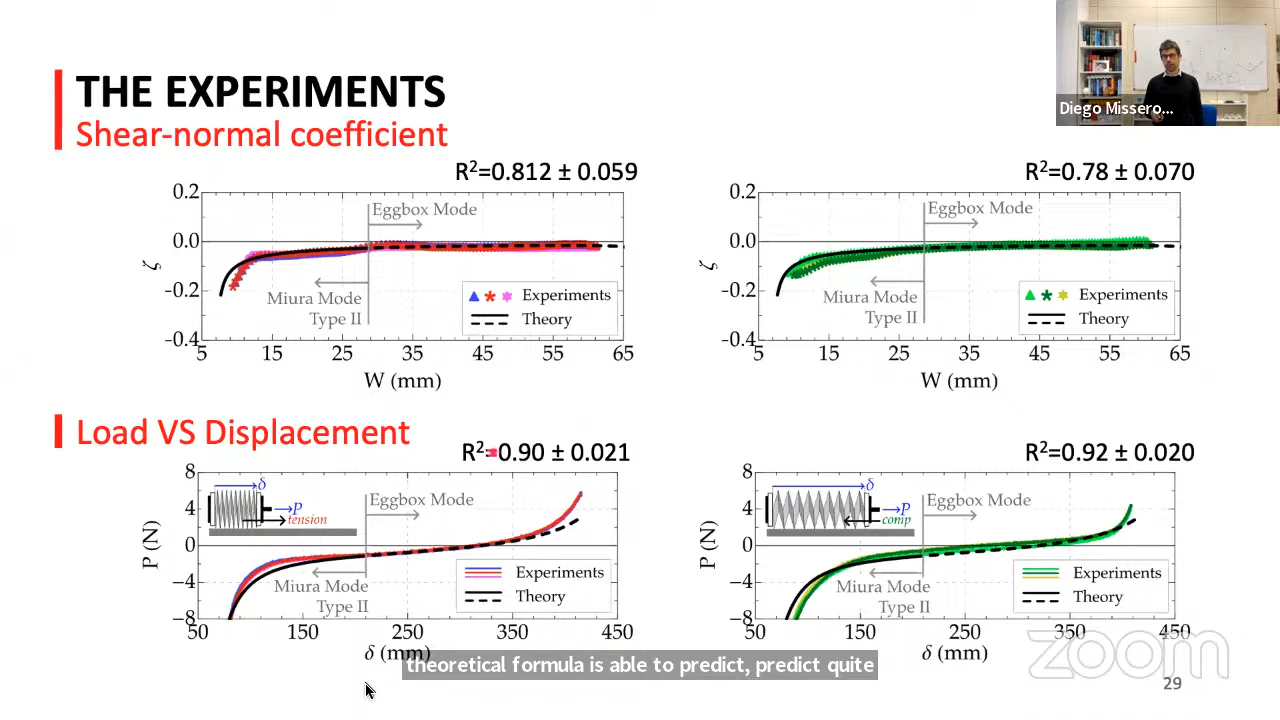 Diego Missero...
THE EXPERIMENTS
Shear-normal coefficient
R²=0.812 ± 0.059
0.2
0.0
-0.2
-0.4
ζ
Eggbox Mode
Miura Mode
Type II
Experiments
Theory
5 15 25 35 45 55 65
W (mm)
R²=0.78 ± 0.070
0.2
0.0
-0.2
-0.4
ζ
Eggbox Mode
Miura Mode
Type II
Experiments
Theory
5 15 25 35 45 55 65
W (mm)
Load VS Displacement
R²=0.90 ± 0.021
8
4
0
−4
−8
P (N)
δ
P
tension
Eggbox Mode
Miura Mode
Type II
Experiments
Theory
50 150 250 350 450
δ (mm)
R²=0.92 ± 0.020
8
4
0
−4
−8
P (N)
δ
P
comp
Eggbox Mode
Miura Mode
Type II
Experiments
Theory
50 150 250 350 450
δ (mm)
theoretical formula is able to predict, predict quite
zoom
29